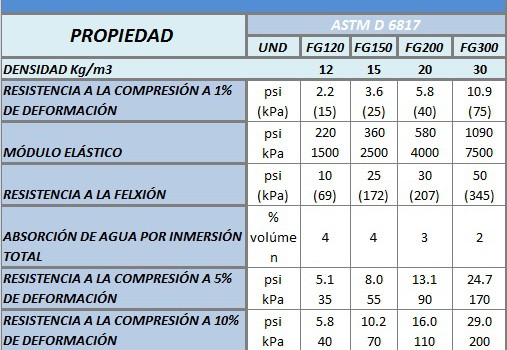 ASTM D 6817
PROPIEDAD
UND FG120 FG150 FG200 FG300
DENSIDAD Kg/m3 12 15 20 30
RESISTENCIA A LA COMPRESIÓN A 1% psi 2.2 3.6 5.8 10.9
DE DEFORMACIÓN (kPa) (15) (25) (40) (75)
psi 220 360 580 1090
MÓDULO ELÁSTICO kPa 1500 2500 4000 7500
psi 10 25 30 50
RESISTENCIA A LA FELXIÓN (kPa) (69) (172) (207) (345)
%
ABSORCIÓN DE AGUA POR INMERSIÓN volúme 4 4 3 2
TOTAL n
RESISTENCIA A LA COMPRESIÓN A 5% psi 5.1 8.0 13.1 24.7
DE DEFORMACIÓN kPa 35 55 90 170
RESISTENCIA A LA COMPRESIÓN A 10% psi 5.8 10.2 16.0 29.0
DE DEFORMACIÓN kPa 40 70 110 200